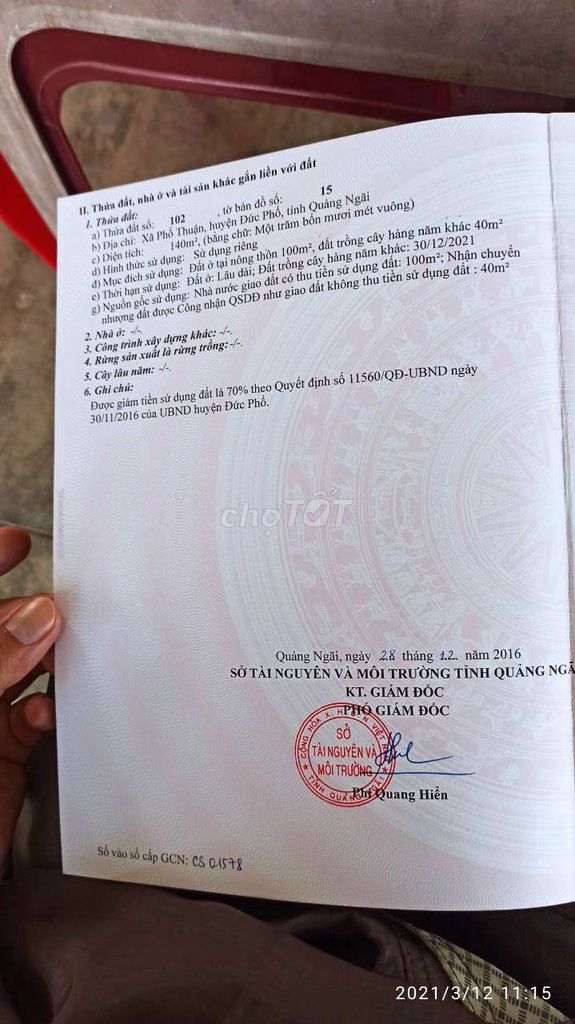 II. Thửa đất, nhà ở và tài sản khác gắn liền với đất
1. Thửa đất:
a) Thửa đất số: 102 , tờ bản đồ số: 15
b) Địa chỉ: Xã Phổ Thuận, huyện Đức Phổ, tỉnh Quảng Ngãi
c) Diện tích: 140m², (bằng chữ: Một trăm bốn mươi mét vuông)
d) Hình thức sử dụng: Sử dụng riêng
đ) Mục đích sử dụng: Đất ở tại nông thôn 100m², đất trồng cây hàng năm khác 40m²
e) Thời hạn sử dụng: Đất ở: Lâu dài; Đất trồng cây hàng năm khác: 30/12/2021
g) Nguồn gốc sử dụng: Nhà nước giao đất có thu tiền sử dụng đất: 100m²; Nhận chuyển
nhượng đất được Công nhận QSDĐ như giao đất không thu tiền sử dụng đất : 40m²
2. Nhà ở: -/-.
3. Công trình xây dựng khác: -/-.
4. Rừng sản xuất là rừng trồng:-/-.
5. Cây lâu năm: -/-.
6. Ghi chú:
Được giảm tiền sử dụng đất là 70% theo Quyết định số 11560/QĐ-UBND ngày
30/11/2016 của UBND huyện Đức Phổ.
chợTỐT
Quảng Ngãi, ngày 28 tháng 12 năm 2016
SỞ TÀI NGUYÊN VÀ MÔI TRƯỜNG TỈNH QUẢNG NGÃ
KT. GIÁM ĐỐC
PHÓ GIÁM ĐỐC
SỞ
TÀI NGUYÊN VÀ
MÔI TRƯỜNG
TỈNH QUẢNG NGÃI
Phi Quang Hiển
Số vào sổ cấp GCN: CS 01578
2021/3/12 11:15